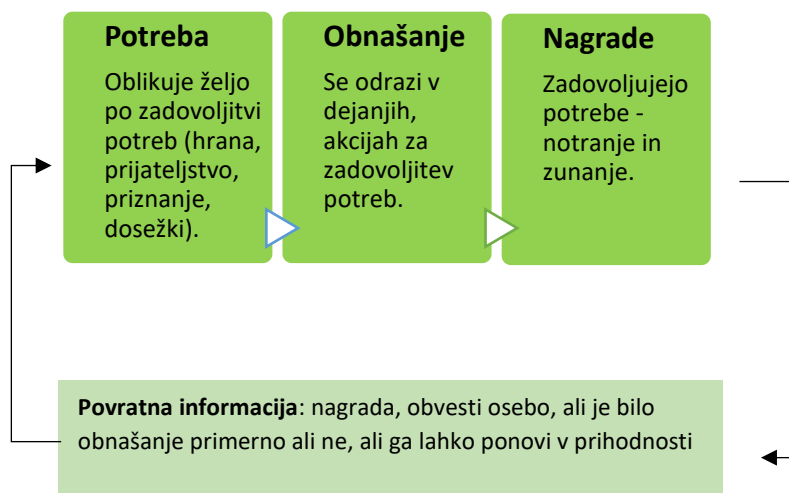 Potreba
Oblikuje željo
po zadovoljitvi
potreb (hrana,
prijateljstvo,
priznanje,
dosežki).
Obnašanje
Se odrazi v
dejanjih,
akcijah za
zadovoljitev
potreb.
Nagrade
Zadovoljujejo
potrebe -
notranje in
zunanje.
Povratna informacija: nagrada, obvesti osebo, ali je bilo
obnašanje primerno ali ne, ali ga lahko ponovi v prihodnosti